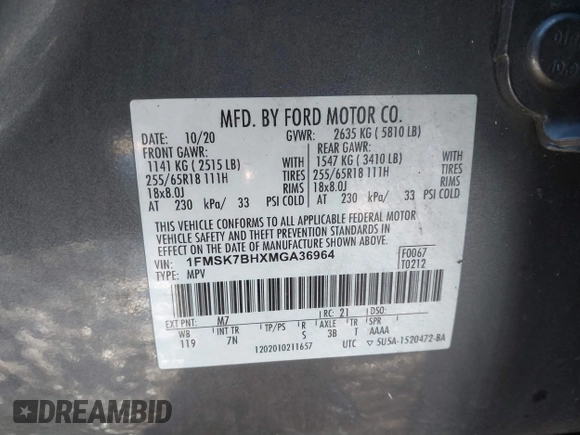 MFD. BY FORD MOTOR CO.
DATE: 10/20 GVWR: 2635 KG ( 5810 LB)
FRONT GAWR: REAR GAWR:
1141 KG ( 2515 LB) WITH 1547 KG ( 3410 LB) WITH
255/65R18 111H TIRES 255/65R18 111H TIRES
18x8.0J RIMS 18x8.0J RIMS
AT 230 kPa/ 33 PSI COLD AT 230 kPa/ 33 PSI COLD
THIS VEHICLE CONFORMS TO ALL APPLICABLE FEDERAL MOTOR
VEHICLE SAFETY, BUMPER, AND THEFT PREVENTION STANDARDS IN EFFECT ON THE DATE OF MANUFACTURE SHOWN ABOVE.
VIN: 1FMSK7BHXMGA36964 F0067
TYPE: MPV T0212
EXT PNT: M7 RC: 21 DSO:
WB INT TR TP/PS R AXLE TR SPR
119 7N S 3B T AAAA
1202010211657 UTC 5U5A-1520472-BA
DREAMBID